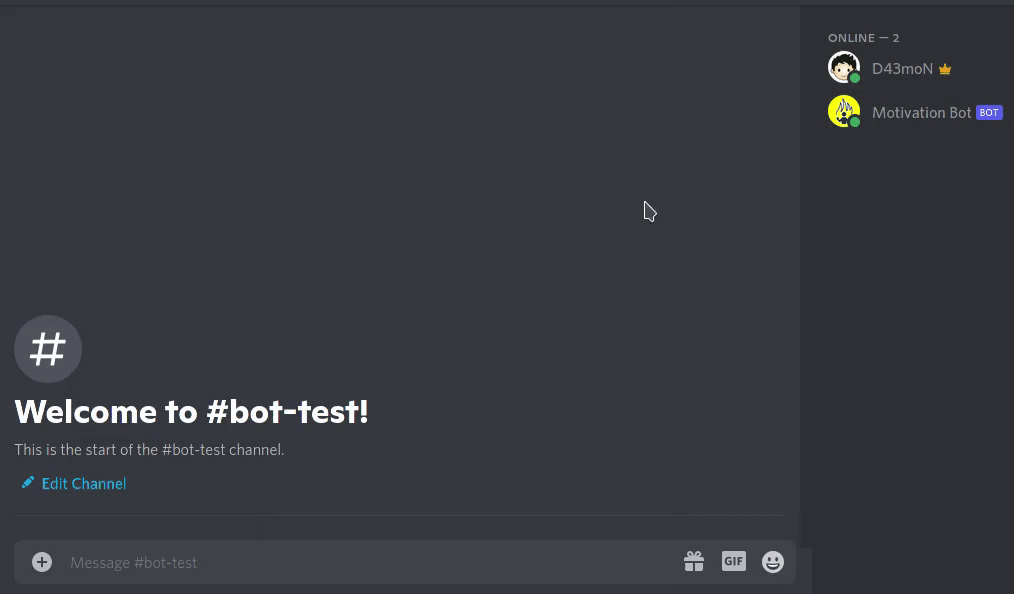 ONLINE — 2
D43moN
Motivation Bot BOT
#
Welcome to #bot-test!
This is the start of the #bot-test channel.
Edit Channel
Message #bot-test
GIF